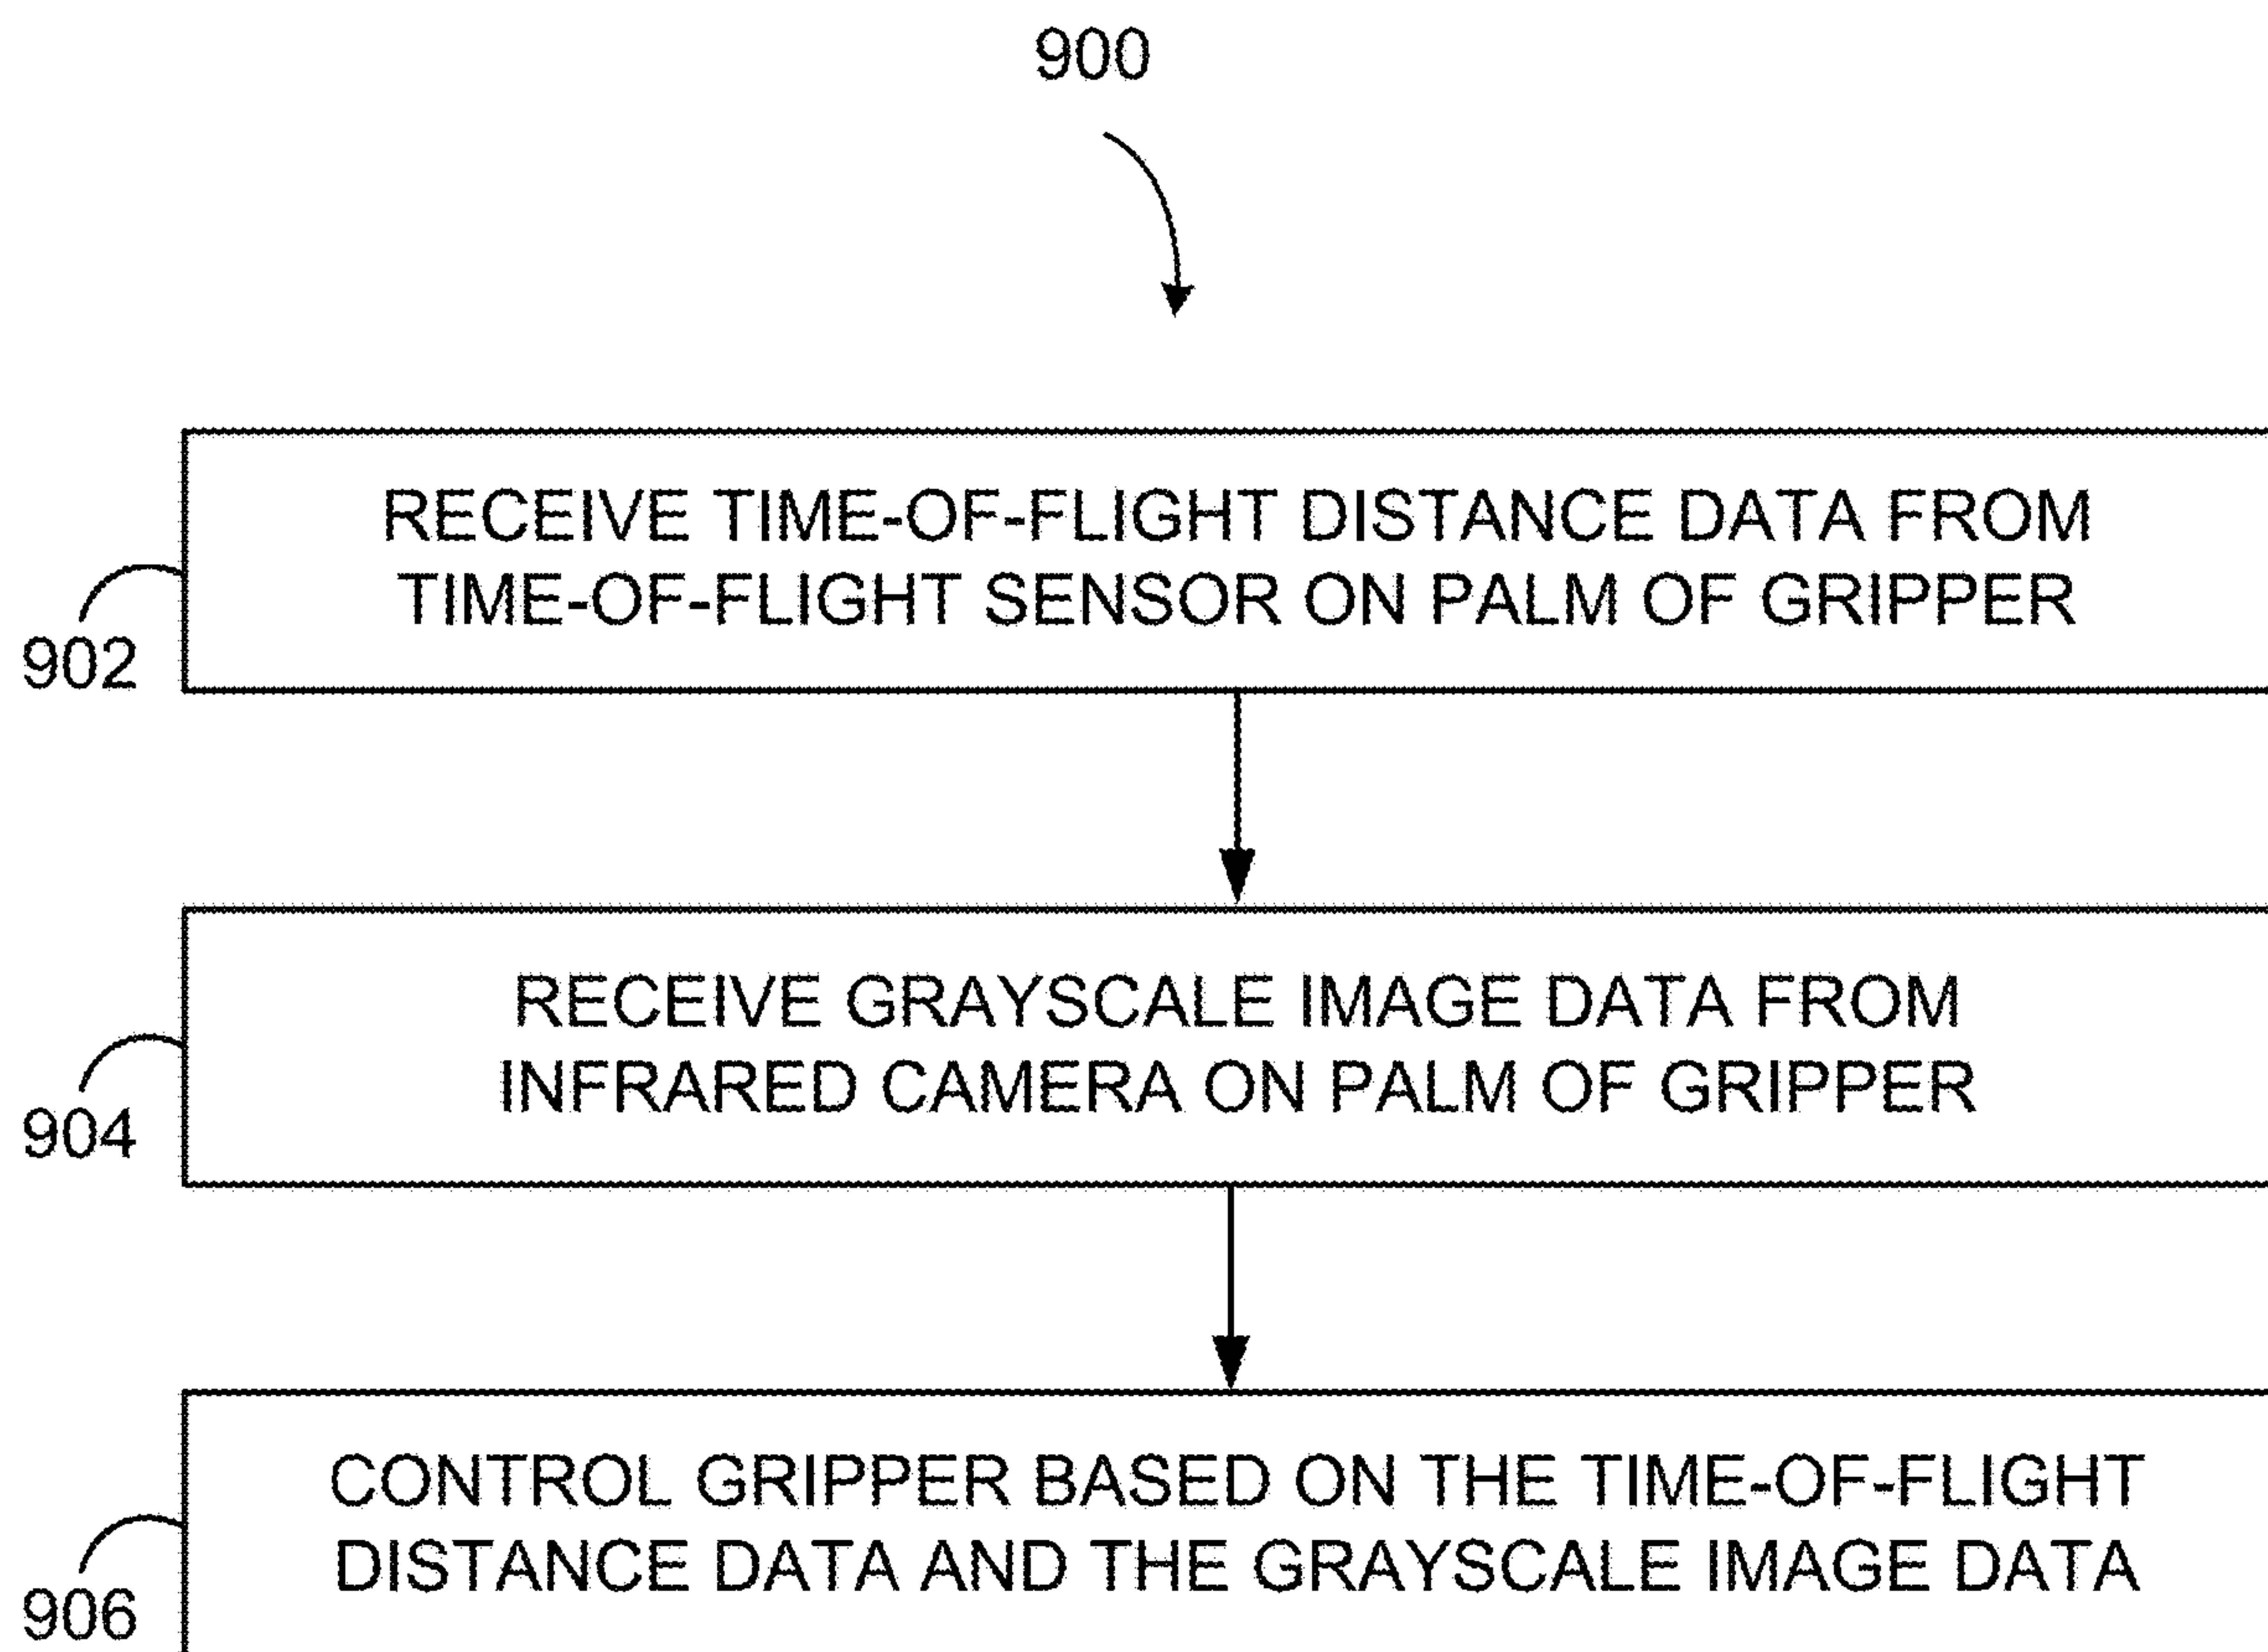 900
RECEIVE TIME-OF-FLIGHT DISTANCE DATA FROM
TIME-OF-FLIGHT SENSOR ON PALM OF GRIPPER
902
RECEIVE GRAYSCALE IMAGE DATA FROM
INFRARED CAMERA ON PALM OF GRIPPER
904
CONTROL GRIPPER BASED ON THE TIME-OF-FLIGHT
DISTANCE DATA AND THE GRAYSCALE IMAGE DATA
906